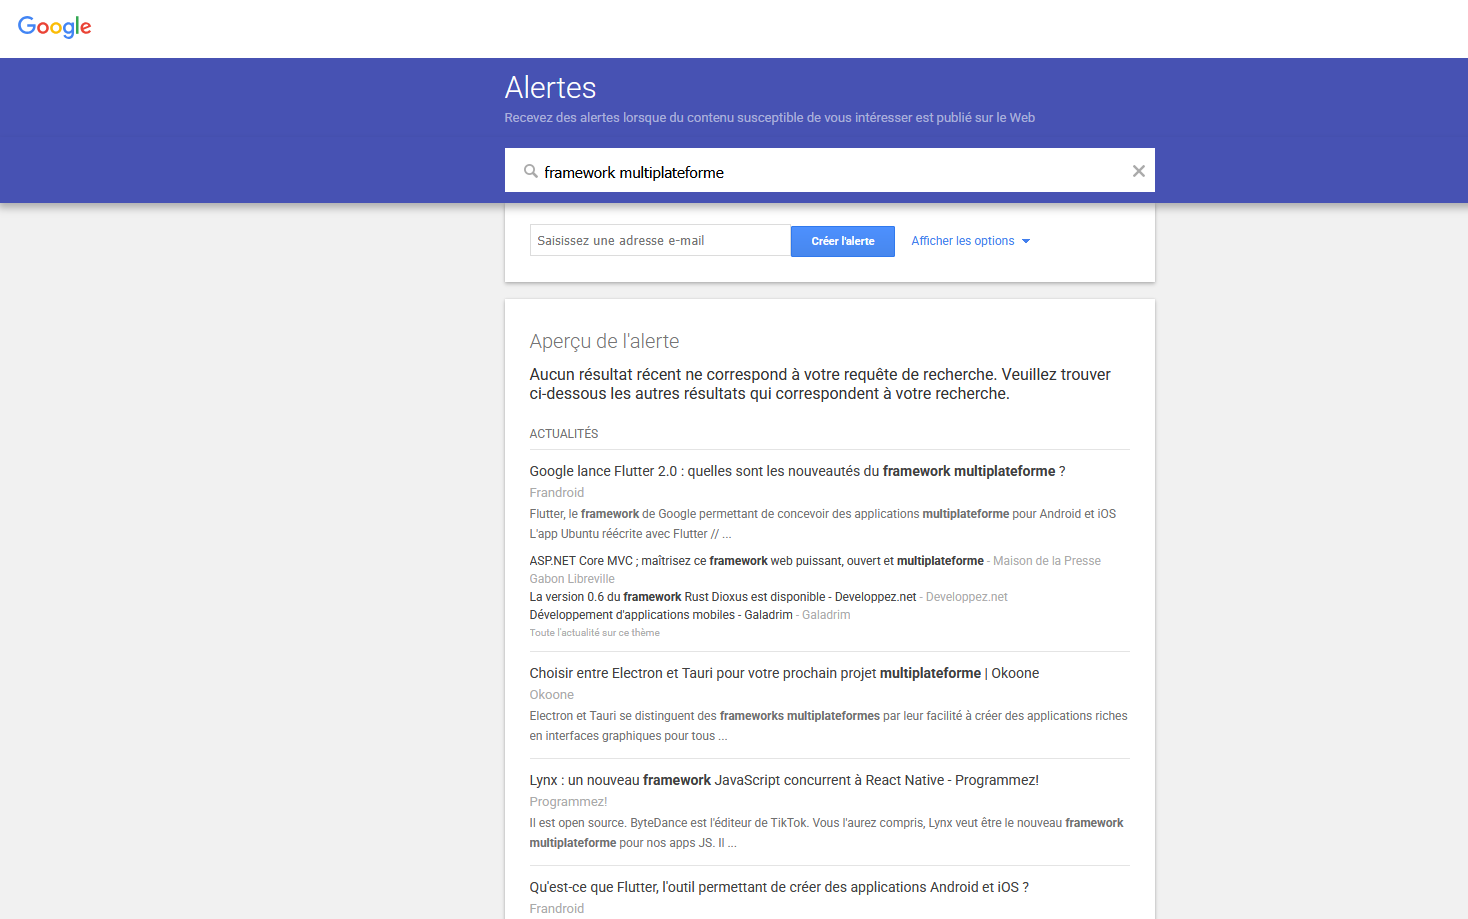 Google
Alertes
Recevez des alertes lorsque du contenu susceptible de vous intéresser est publié sur le Web
framework multiplateforme
Saisissez une adresse e-mail
Créer l'alerte
Afficher les options
Aperçu de l'alerte
Aucun résultat récent ne correspond à votre requête de recherche. Veuillez trouver
ci-dessous les autres résultats qui correspondent à votre recherche.
ACTUALITÉS
Google lance Flutter 2.0 : quelles sont les nouveautés du framework multiplateforme ?
Frandroid
Flutter, le framework de Google permettant de concevoir des applications multiplateforme pour Android et iOS
L'app Ubuntu réécrite avec Flutter // ...
ASP.NET Core MVC ; maîtrisez ce framework web puissant, ouvert et multiplateforme - Maison de la Presse
Gabon Libreville
La version 0.6 du framework Rust Dioxus est disponible - Developpez.net - Developpez.net
Développement d'applications mobiles - Galadrim - Galadrim
Toute l'actualité sur ce thème
Choisir entre Electron et Tauri pour votre prochain projet multiplateforme | Okoone
Okoone
Electron et Tauri se distinguent des frameworks multiplateformes par leur facilité à créer des applications riches
en interfaces graphiques pour tous ...
Lynx : un nouveau framework JavaScript concurrent à React Native - Programmez!
Programmez!
Il est open source. ByteDance est l'éditeur de TikTok. Vous l'aurez compris, Lynx veut être le nouveau framework
multiplateforme pour nos apps JS. Il ...
Qu'est-ce que Flutter, l'outil permettant de créer des applications Android et iOS ?
Frandroid